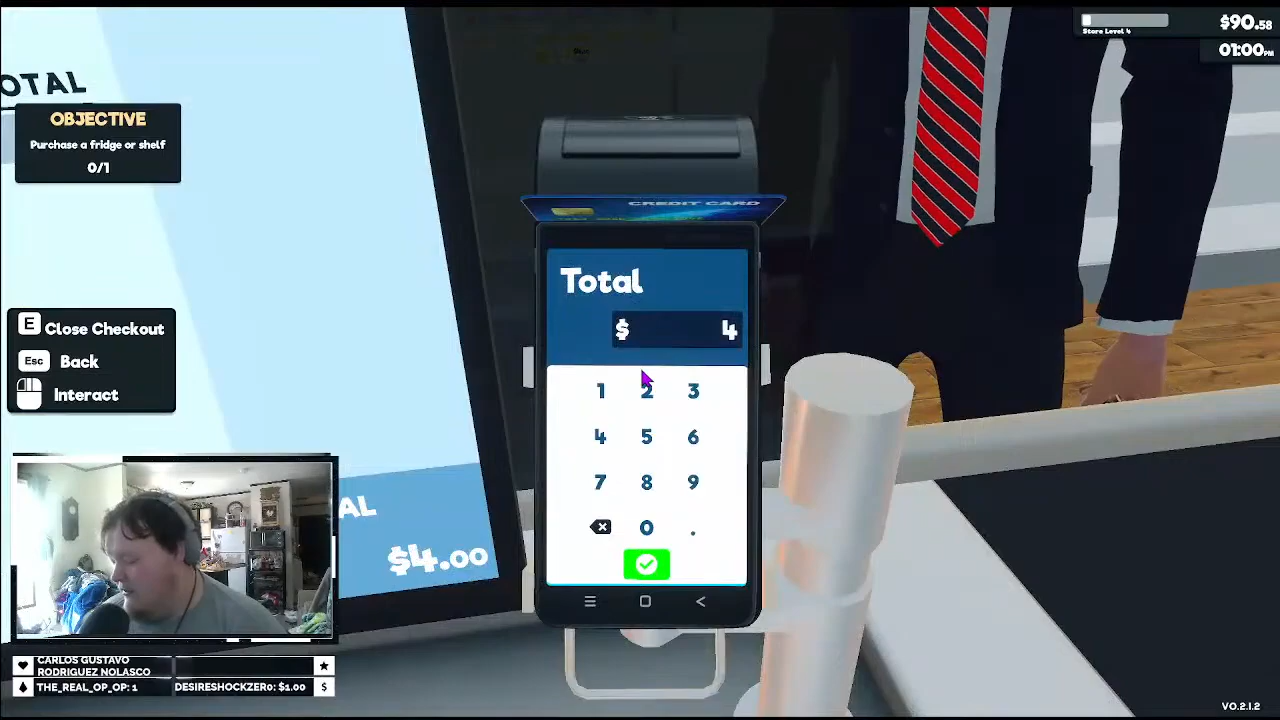 OTAL
OBJECTIVE
Purchase a fridge or shelf
0/1
E Close Checkout
Esc Back
Interact
AL
$4.00
CREDIT CARD
Total
$ 4
1 2 3
4 5 6
7 8 9
0 .
$90.58
Store Level 4
01:00PM
CARLOS GUSTAVO
RODRIGUEZ NOLASCO
THE_REAL_OP_OP: 1
DESIRESHOCKZER0: $1.00
$
V0.2.1.2